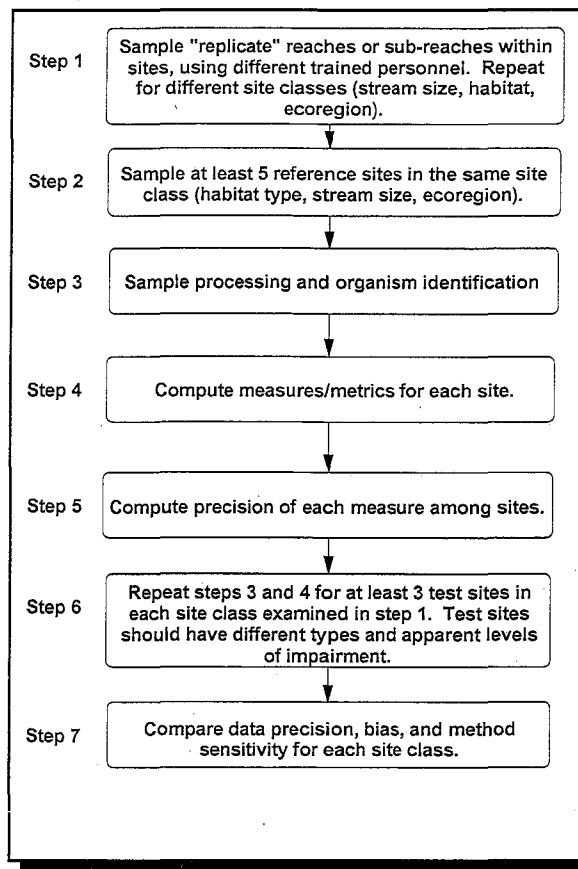 Step 1
Sample "replicate" reaches or sub-reaches within
sites, using different trained personnel. Repeat
for different site classes (stream size, habitat,
ecoregion).
Step 2
Sample at least 5 reference sites in the same site
class (habitat type, stream size, ecoregion).
Step 3
Sample processing and organism identification
Step 4
Compute measures/metrics for each site.
Step 5
Compute precision of each measure among sites.
Step 6
Repeat steps 3 and 4 for at least 3 test sites in
each site class examined in step 1. Test sites
should have different types and apparent levels
of impairment.
Step 7
Compare data precision, bias, and method
sensitivity for each site class.